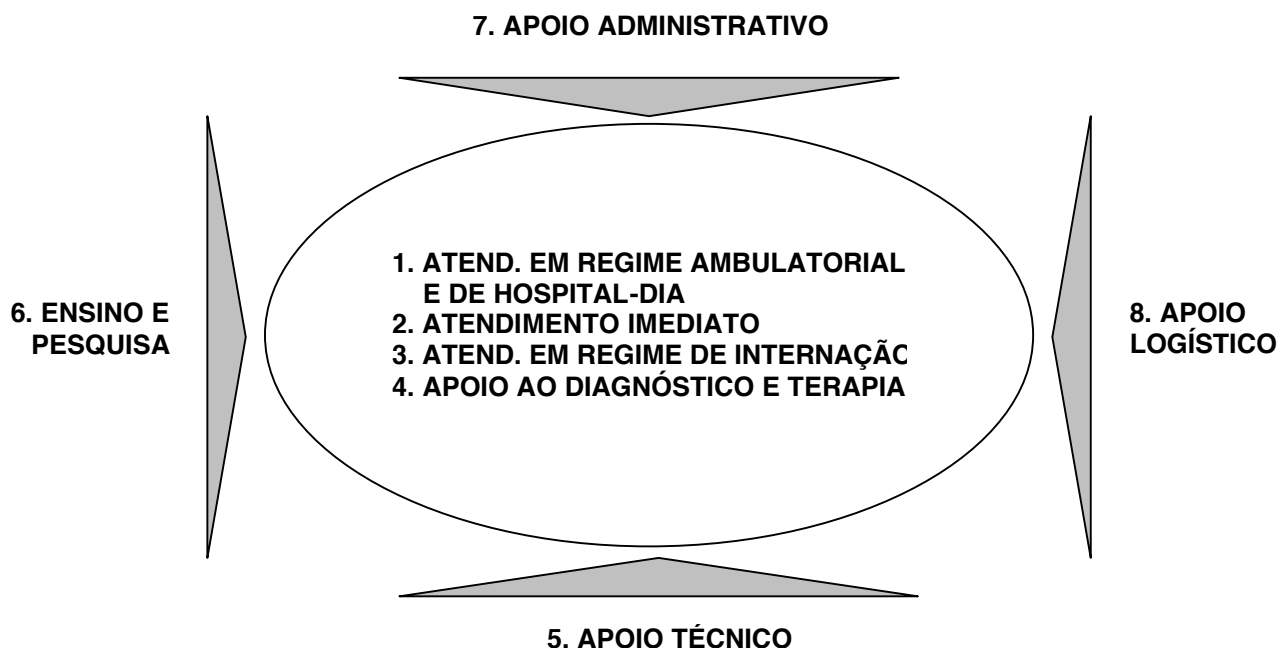 7. APOIO ADMINISTRATIVO
1. ATEND. EM REGIME AMBULATORIAL
E DE HOSPITAL-DIA
2. ATENDIMENTO IMEDIATO
3. ATEND. EM REGIME DE INTERNAÇÃO
4. APOIO AO DIAGNÓSTICO E TERAPIA
6. ENSINO E
PESQUISA
8. APOIO
LOGÍSTICO
5. APOIO TÉCNICO